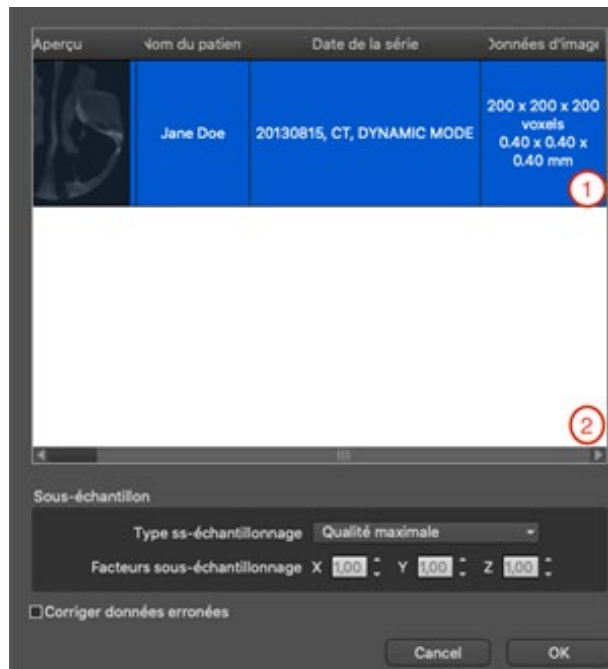 Aperçu Nom du patien Date de la série Données d'image
Jane Doe 20130815, CT, DYNAMIC MODE 200 x 200 x 200
voxels
0.40 x 0.40 x
0.40 mm
1
2
Sous-échantillon
Type ss-échantillonnage Qualité maximale
Facteurs sous-échantillonnage X 1,00 Y 1,00 Z 1,00
Corriger données erronées
Cancel OK